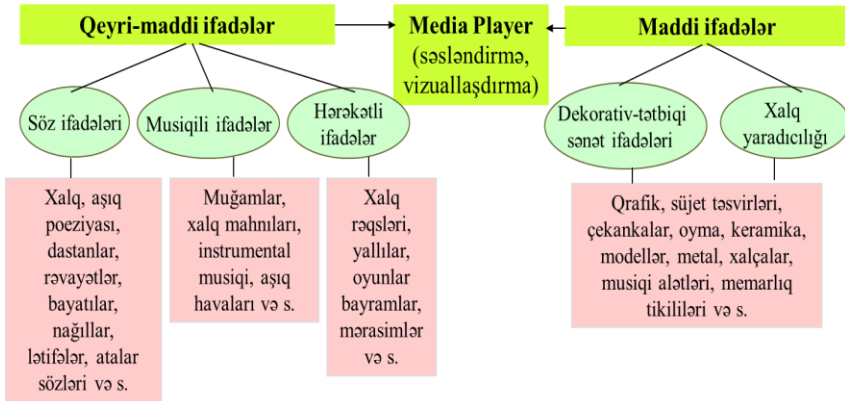 Qeyri-maddi ifadələr
Media Player
(səsləndirmə,
vizuallaşdırma)
Maddi ifadələr
Söz ifadələri
Musiqili ifadələr
Hərəkətli
ifadələr
Dekorativ-tətbiqi
sənət ifadələri
Xalq
yaradıcılığı
Xalq, aşıq
poeziyası,
dastanlar,
rəvayətlər,
bayatılar,
nağıllar,
lətifələr, atalar
sözləri və s.
Muğamlar,
xalq mahnıları,
instrumental
musiqi, aşıq
havaları və s.
Xalq
rəqsləri,
yallılar,
oyunlar
bayramlar,
mərasimlər
və s.
Qrafik, süjet təsvirləri,
çekankalar, oyma, keramika,
modellər, metal, xalçalar,
musiqi alətləri, memarlıq
tikililəri və s.